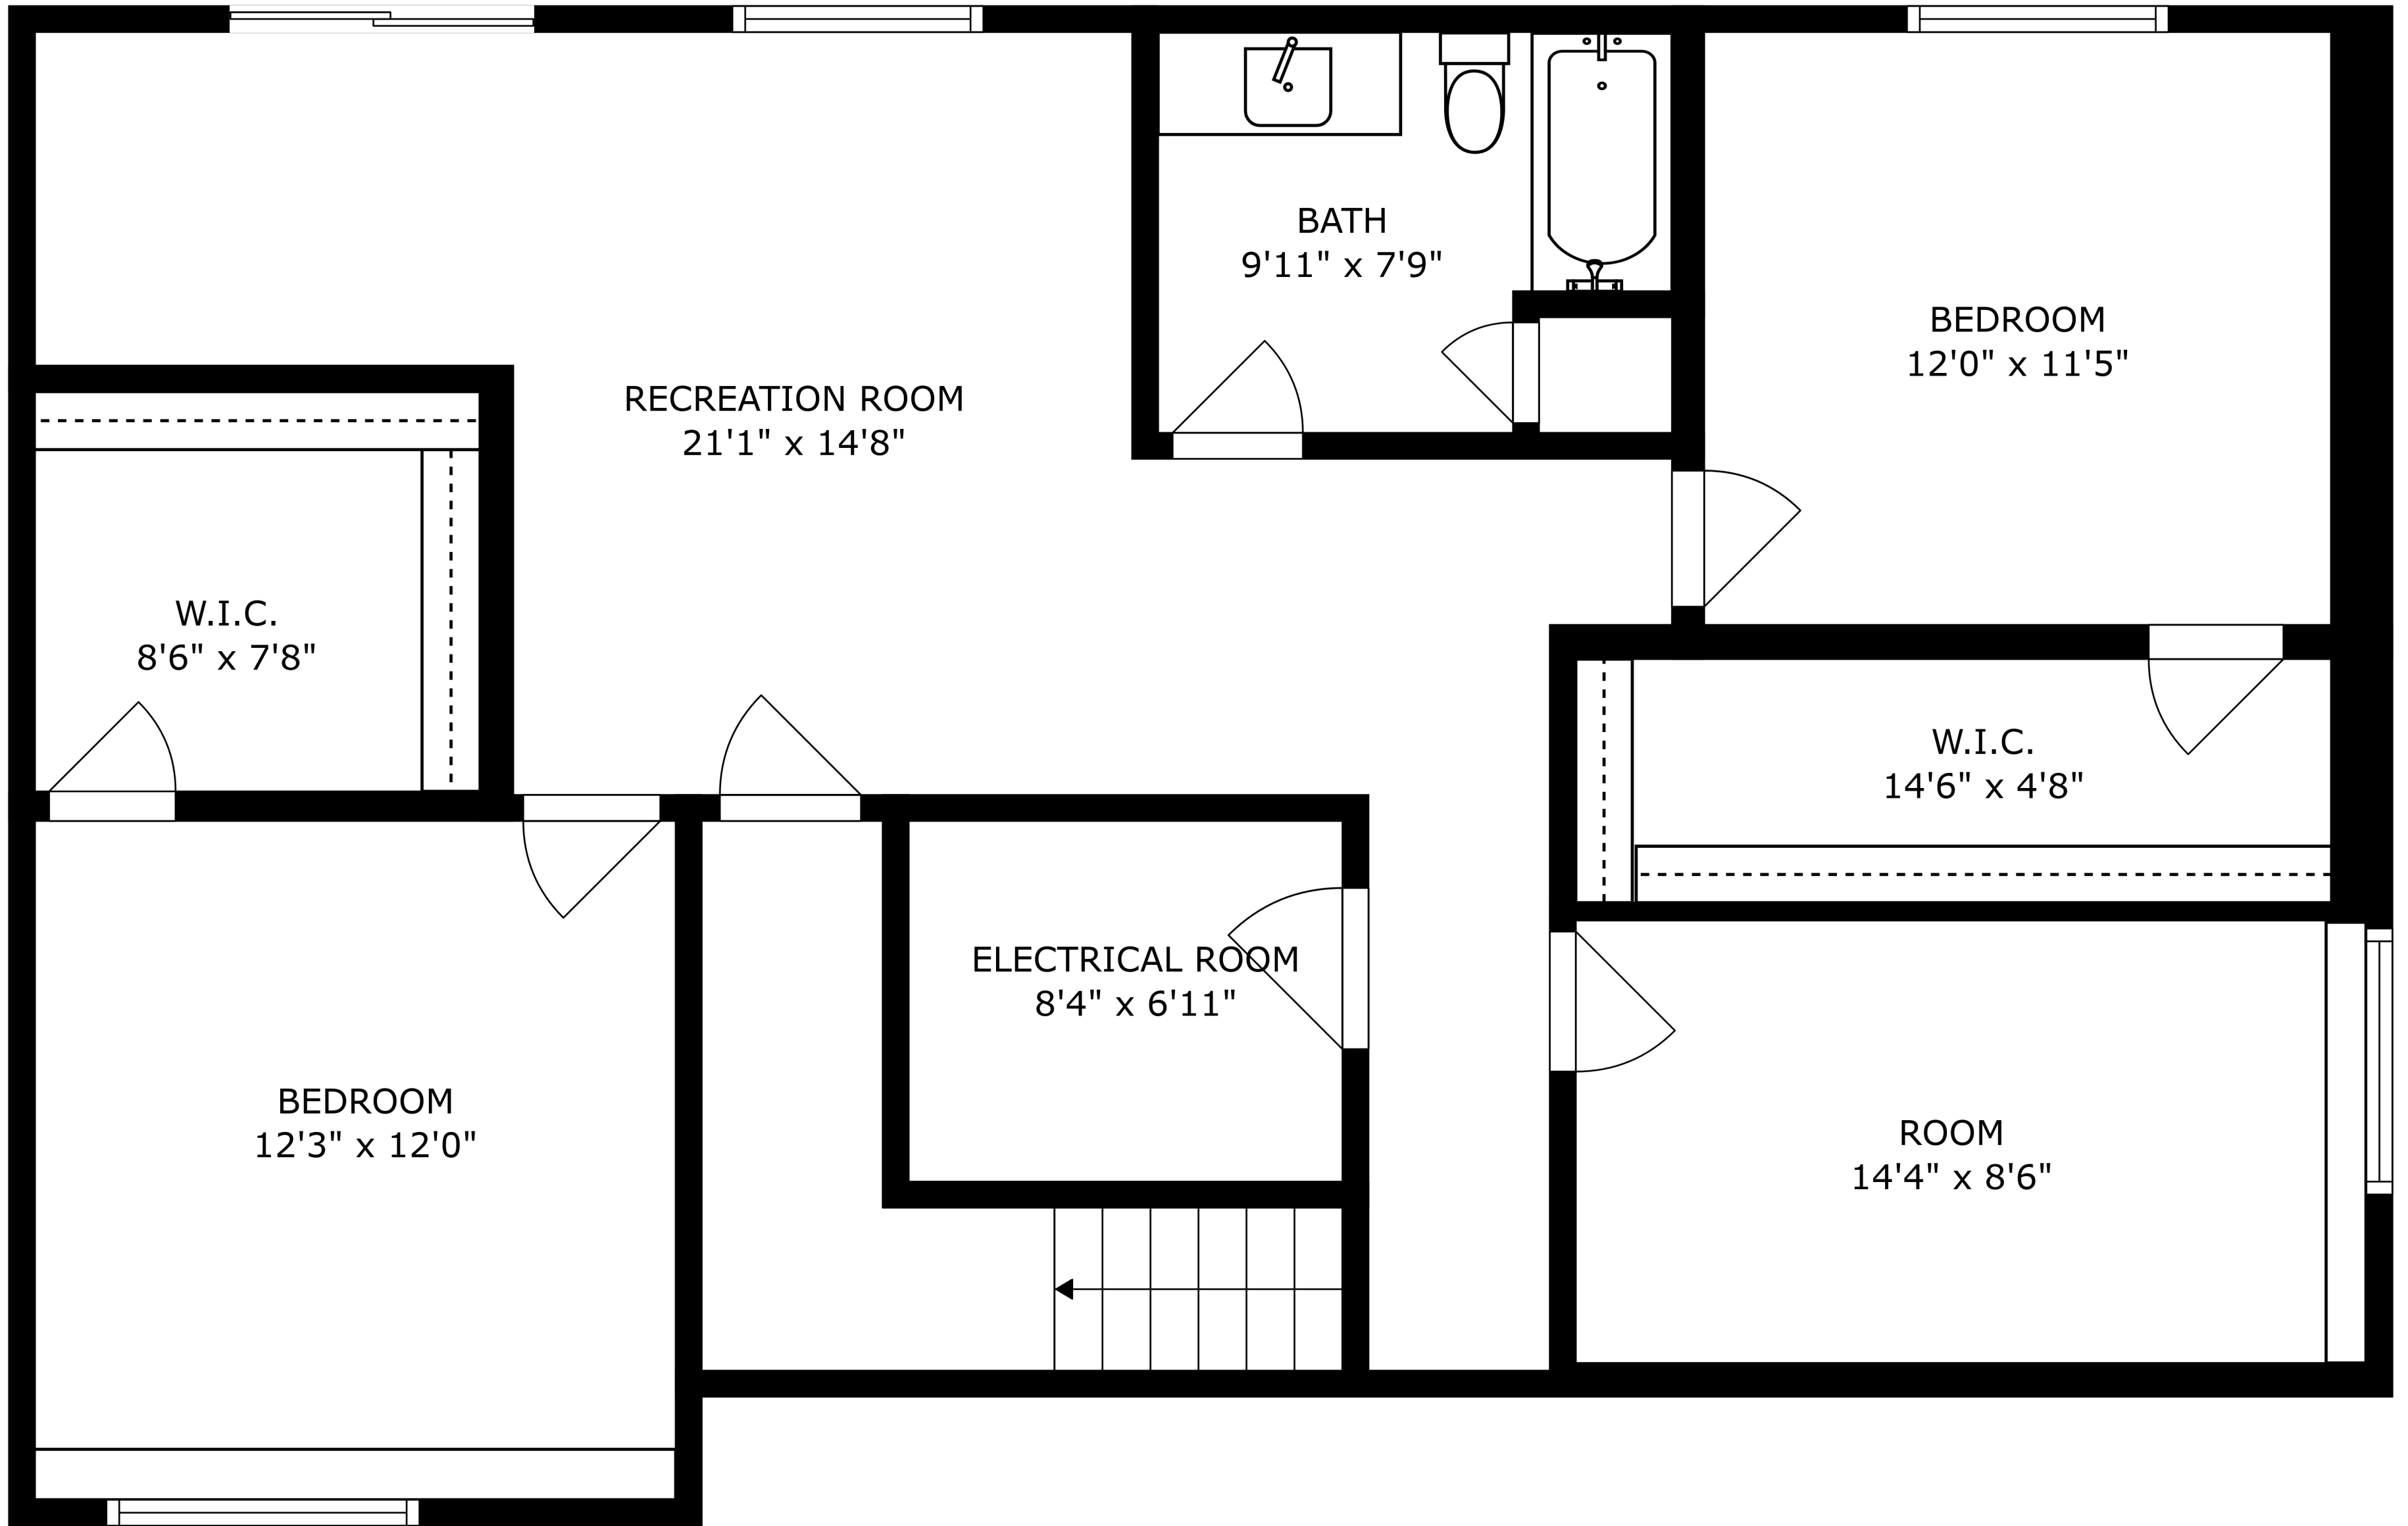 BATH
9'11" x 7'9"
BEDROOM
12'0" x 11'5"
RECREATION ROOM
21'1" x 14'8"
W.I.C.
8'6" x 7'8"
W.I.C.
14'6" x 4'8"
ELECTRICAL ROOM
8'4" x 6'11"
BEDROOM
12'3" x 12'0"
ROOM
14'4" x 8'6"